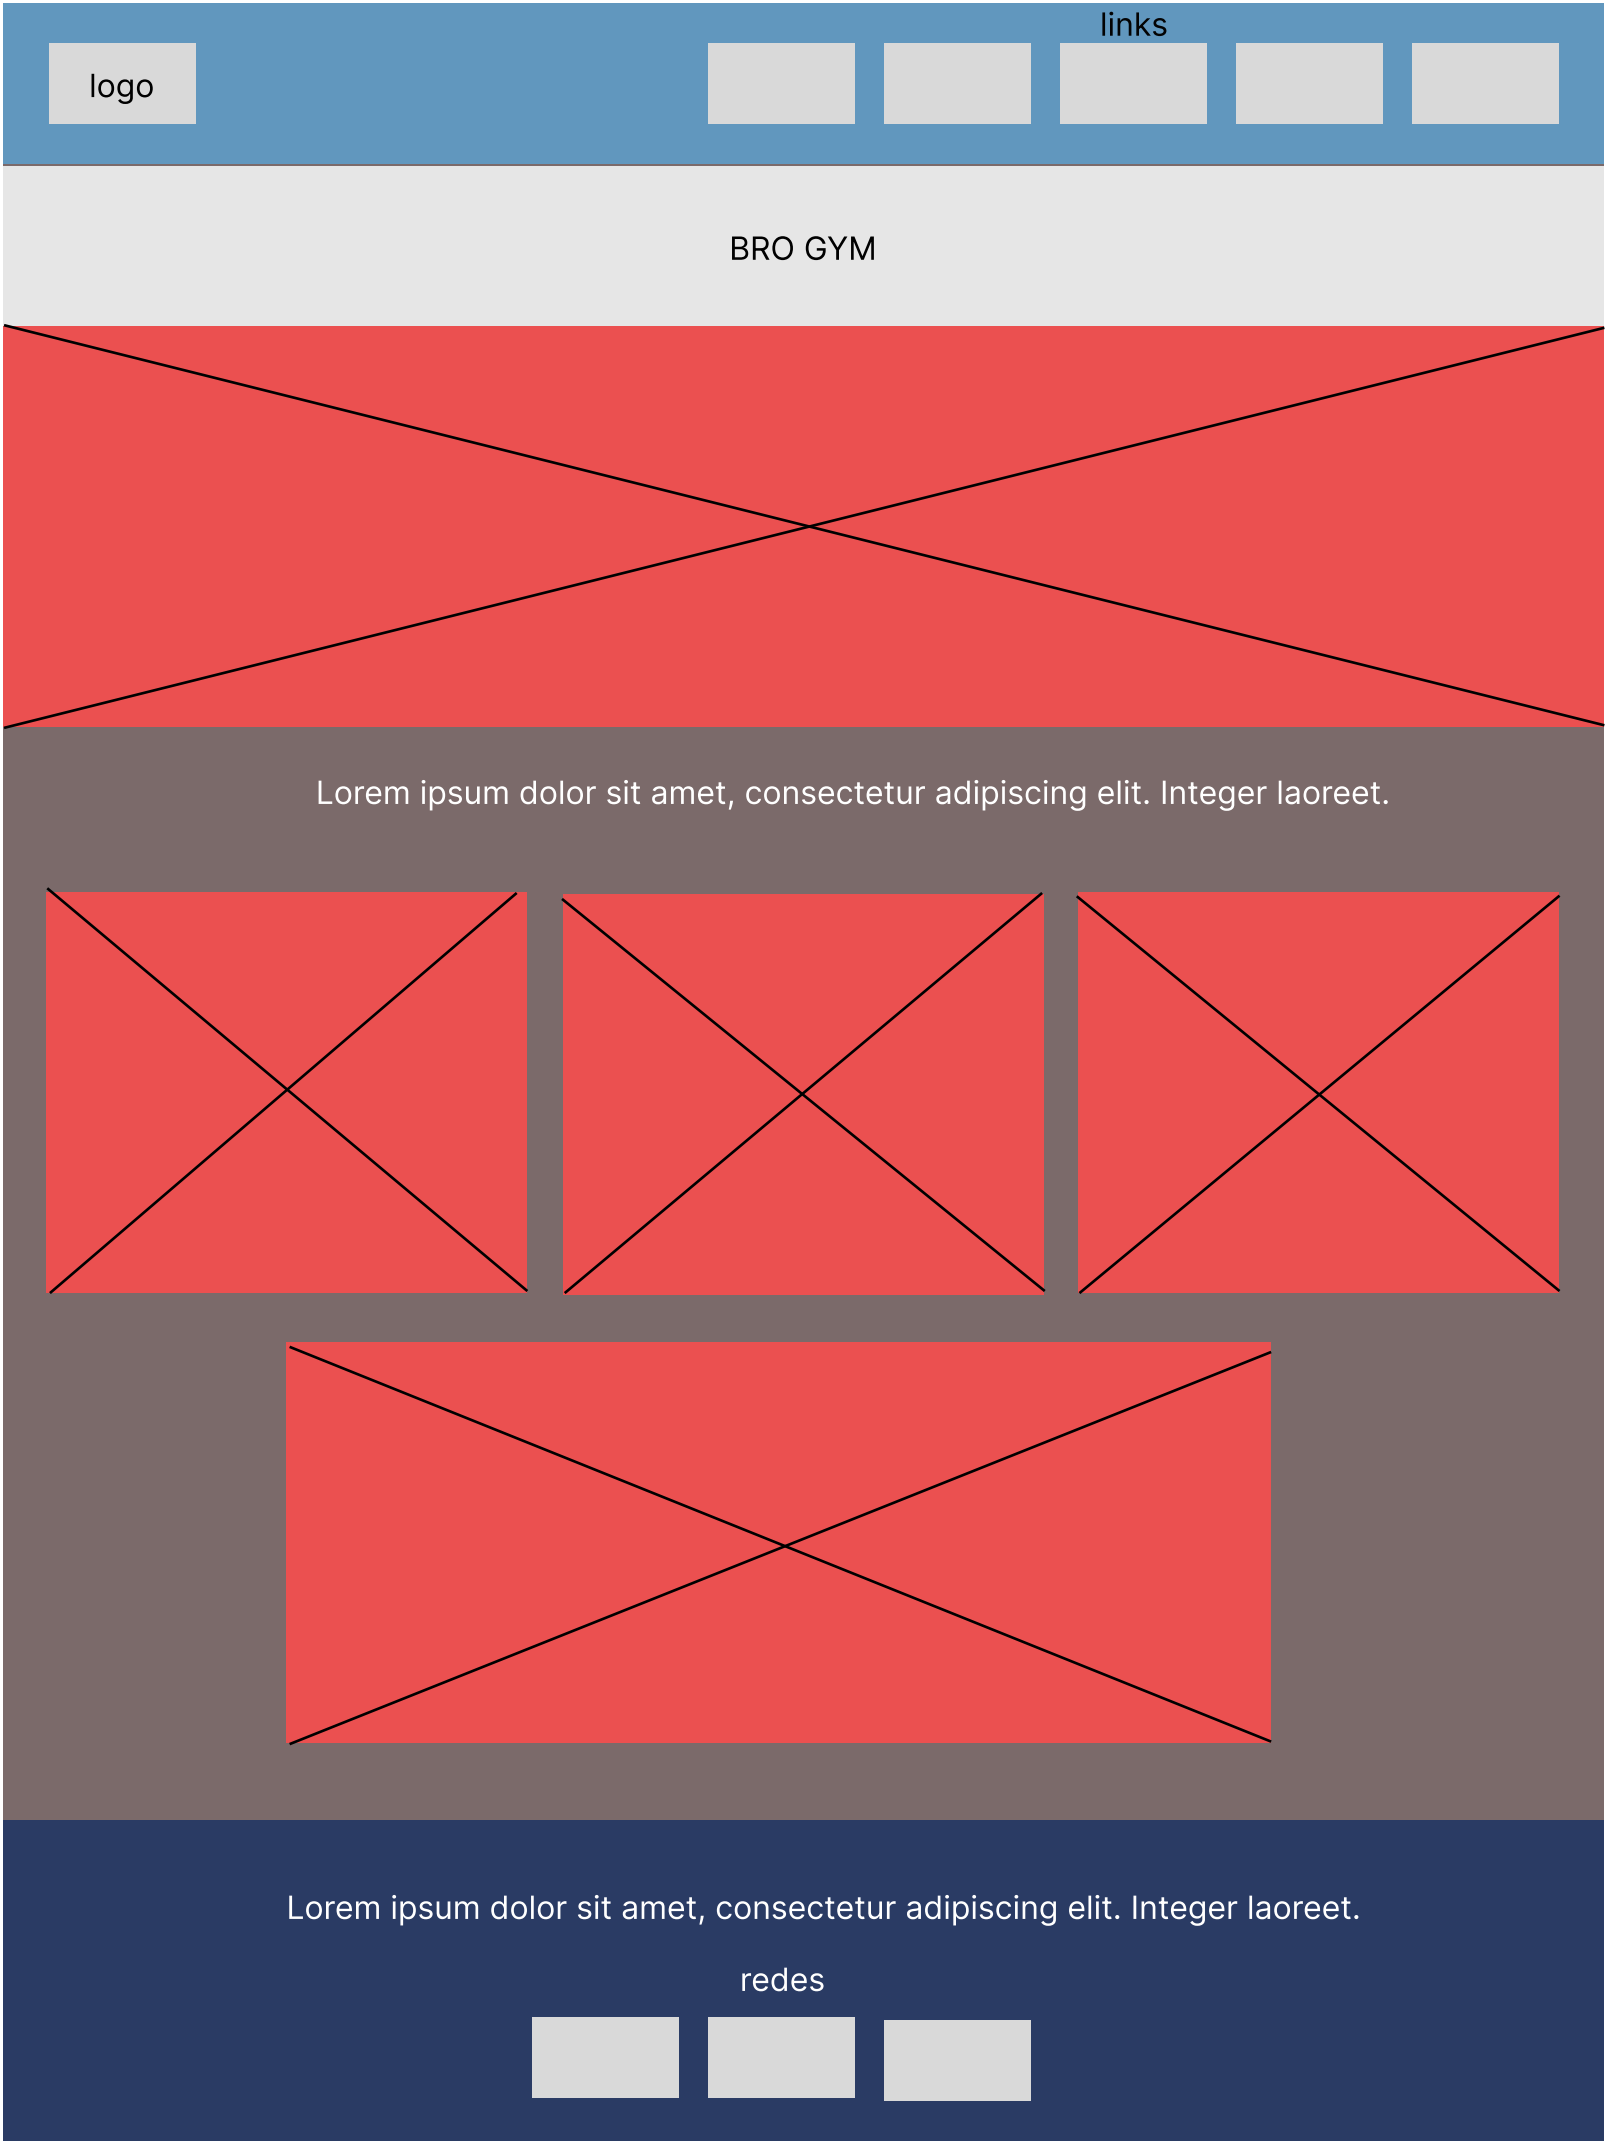 links
logo
BRO GYM
Lorem ipsum dolor sit amet, consectetur adipiscing elit. Integer laoreet.
Lorem ipsum dolor sit amet, consectetur adipiscing elit. Integer laoreet.
redes